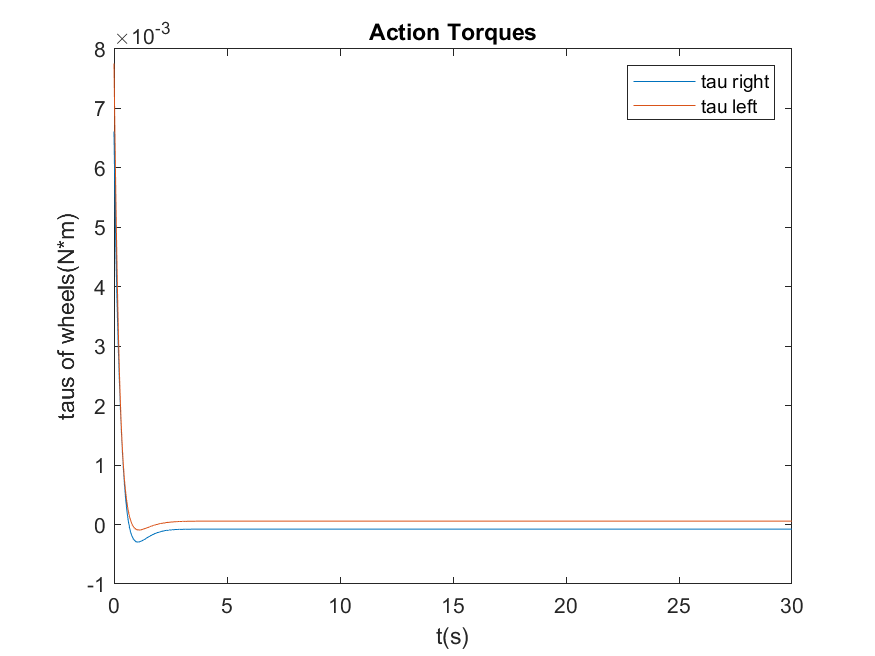 ×10-3
Action Torques
8
7
6
5
4
3
2
1
0
-1
taus of wheels(N*m)
tau right
tau left
0 5 10 15 20 25 30
t(s)